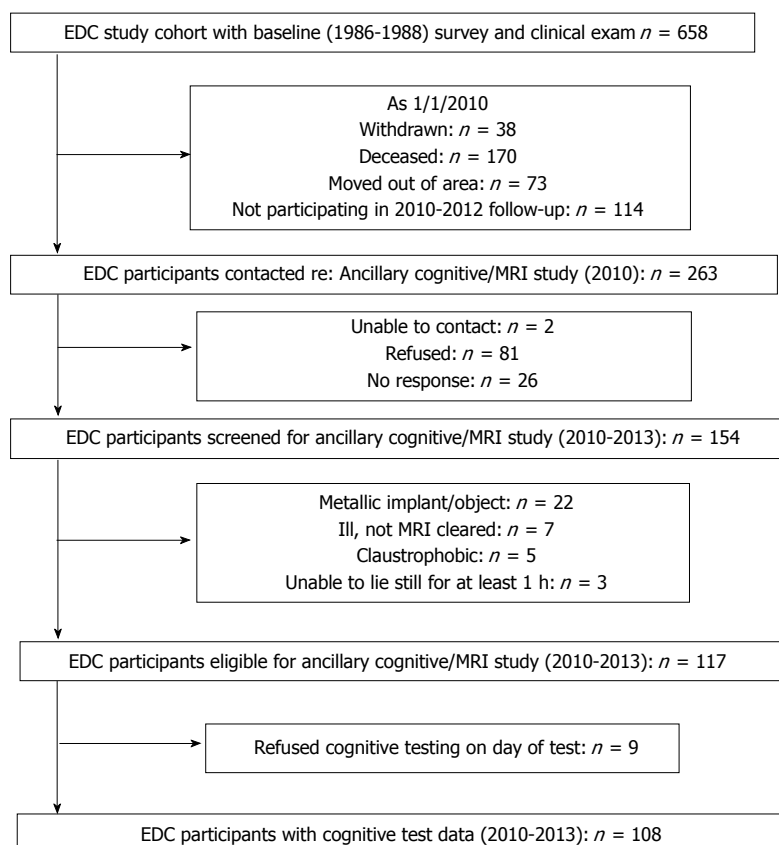 EDC study cohort with baseline (1986-1988) survey and clinical exam n = 658
As 1/1/2010
Withdrawn: n = 38
Deceased: n = 170
Moved out of area: n = 73
Not participating in 2010-2012 follow-up: n = 114
EDC participants contacted re: Ancillary cognitive/MRI study (2010): n = 263
Unable to contact: n = 2
Refused: n = 81
No response: n = 26
EDC participants screened for ancillary cognitive/MRI study (2010-2013): n = 154
Metallic implant/object: n = 22
Ill, not MRI cleared: n = 7
Claustrophobic: n = 5
Unable to lie still for at least 1 h: n = 3
EDC participants eligible for ancillary cognitive/MRI study (2010-2013): n = 117
Refused cognitive testing on day of test: n = 9
EDC participants with cognitive test data (2010-2013): n = 108